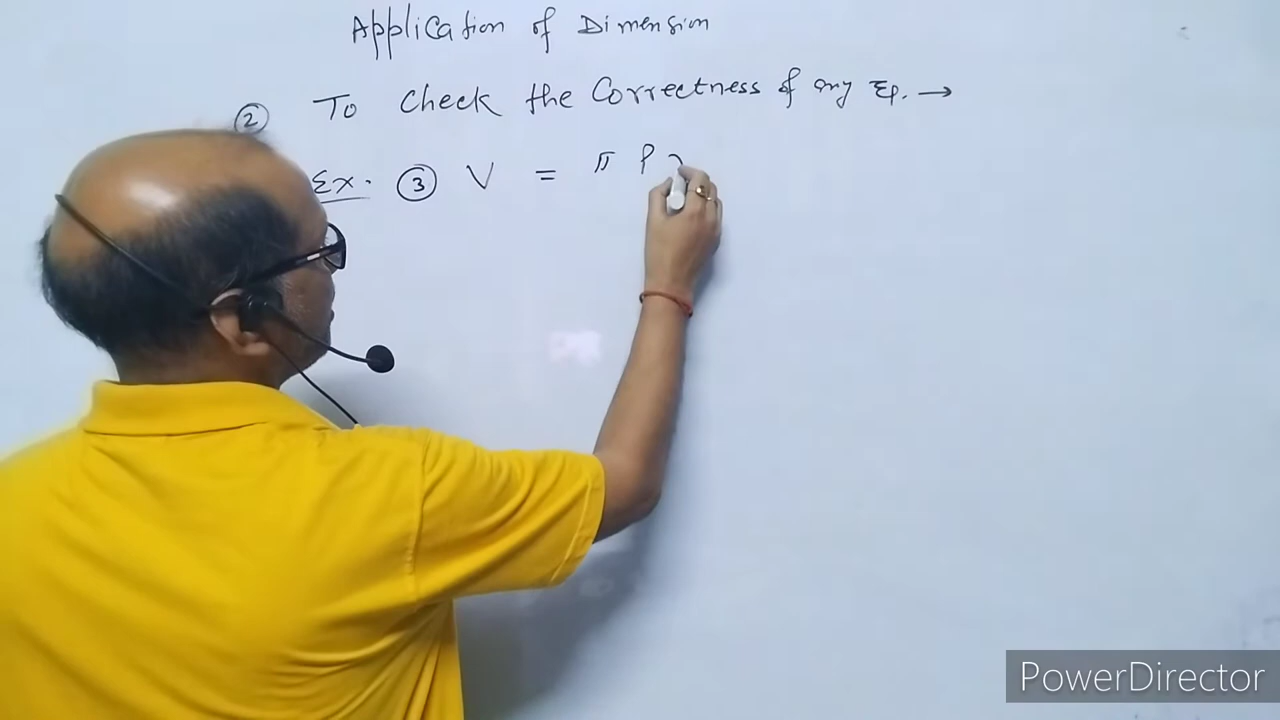 Application of Dimension
② To Check the Correctness of any Eq. →
Ex. ③ V = π P
PowerDirector